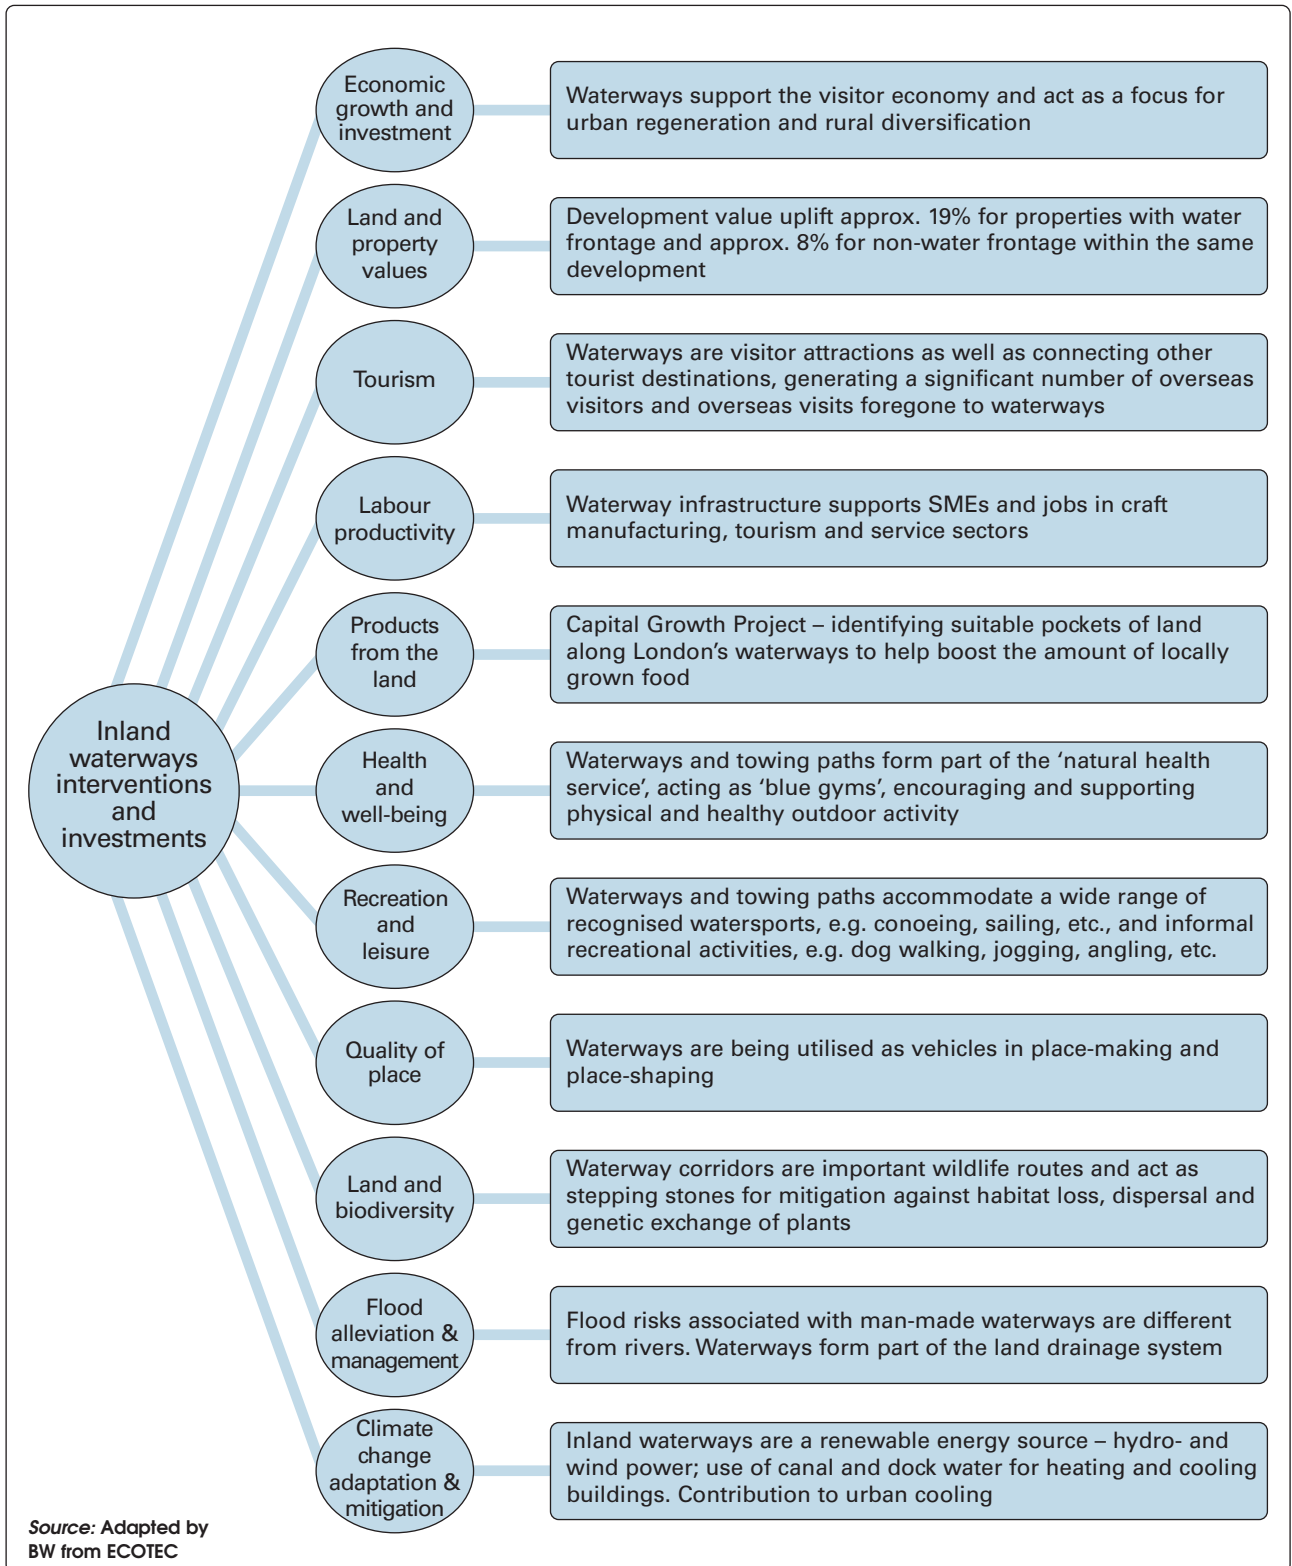 Economic
growth and
investment
Waterways support the visitor economy and act as a focus for
urban regeneration and rural diversification
Land and
property
values
Development value uplift approx. 19% for properties with water
frontage and approx. 8% for non-water frontage within the same
development
Tourism
Waterways are visitor attractions as well as connecting other
tourist destinations, generating a significant number of overseas
visitors and overseas visits foregone to waterways
Labour
productivity
Waterway infrastructure supports SMEs and jobs in craft
manufacturing, tourism and service sectors
Products
from the
land
Capital Growth Project – identifying suitable pockets of land
along London’s waterways to help boost the amount of locally
grown food
Inland
waterways
interventions
and
investments
Health
and
well-being
Waterways and towing paths form part of the ‘natural health
service’, acting as ‘blue gyms’, encouraging and supporting
physical and healthy outdoor activity
Recreation
and
leisure
Waterways and towing paths accommodate a wide range of
recognised watersports, e.g. conoeing, sailing, etc., and informal
recreational activities, e.g. dog walking, jogging, angling, etc.
Quality of
place
Waterways are being utilised as vehicles in place-making and
place-shaping
Land and
biodiversity
Waterway corridors are important wildlife routes and act as
stepping stones for mitigation against habitat loss, dispersal and
genetic exchange of plants
Flood
alleviation &
management
Flood risks associated with man-made waterways are different
from rivers. Waterways form part of the land drainage system
Climate
change
adaptation &
mitigation
Inland waterways are a renewable energy source – hydro- and
wind power; use of canal and dock water for heating and cooling
buildings. Contribution to urban cooling
Source: Adapted by
BW from ECOTEC